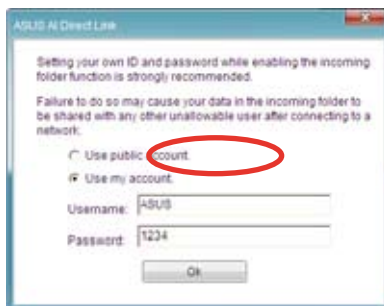 ASUS AI Direct Link
Setting your own ID and password while enabling the incoming
folder function is strongly recommended.
Failure to do so may cause your data in the incoming folder to
be shared with any other unallowable user after connecting to a
network.
Use public account.
Use my account.
Username: ASUS
Password: 1234
Ok